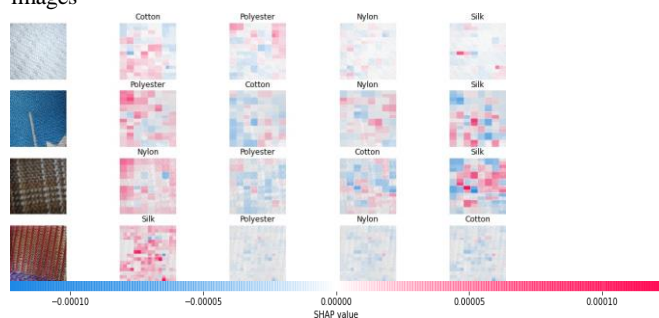 images
Cotton Polyester Nylon Silk
Polyester Cotton Nylon Silk
Nylon Polyester Cotton Silk
Silk Polyester Nylon Cotton
−0.00010 −0.00005 0.00000 0.00005 0.00010
SHAP value